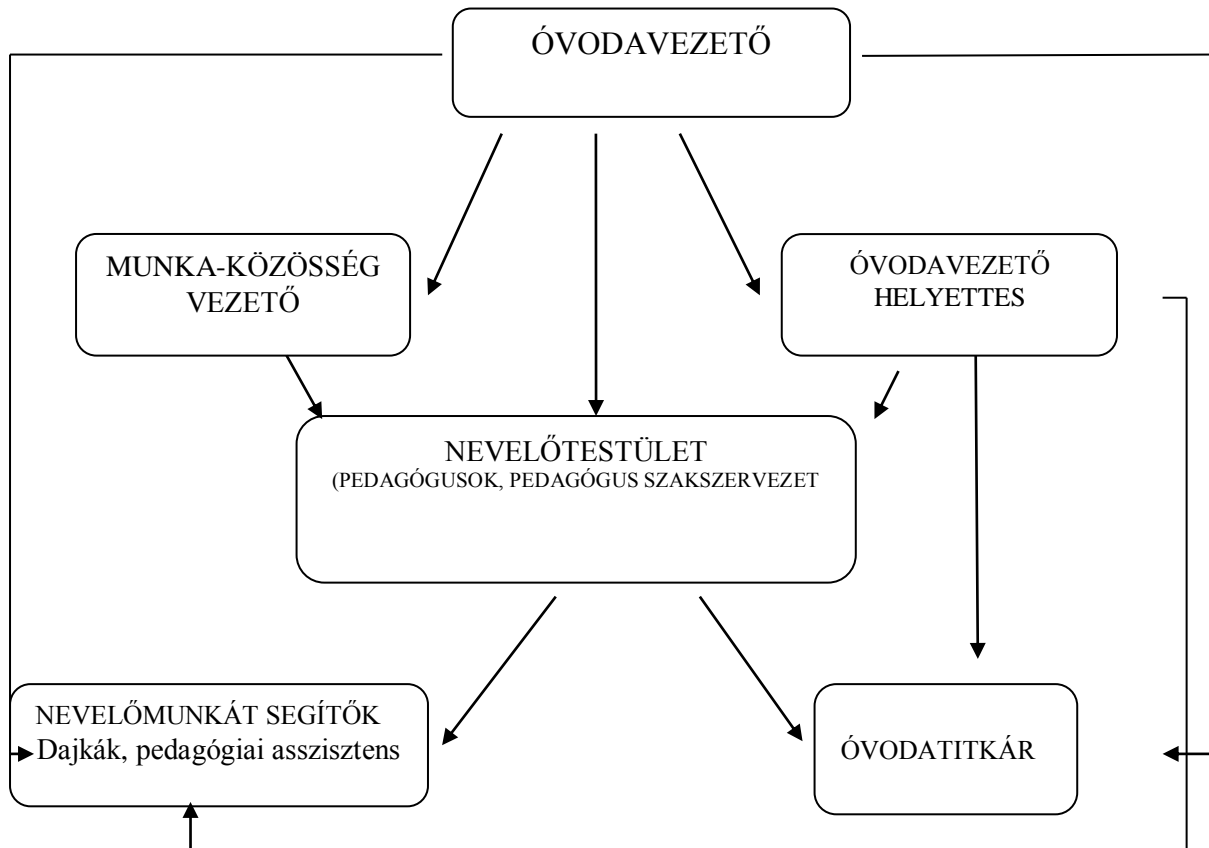 ÓVODAVEZETŐ
MUNKA-KÖZÖSSÉG
VEZETŐ
ÓVODAVEZETŐ
HELYETTES
NEVELŐTESTÜLET
(PEDAGÓGUSOK, PEDAGÓGUS SZAKSZERVEZET
NEVELŐMUNKÁT SEGÍTŐK
Dajkák, pedagógiai asszisztens
ÓVODATITKÁR